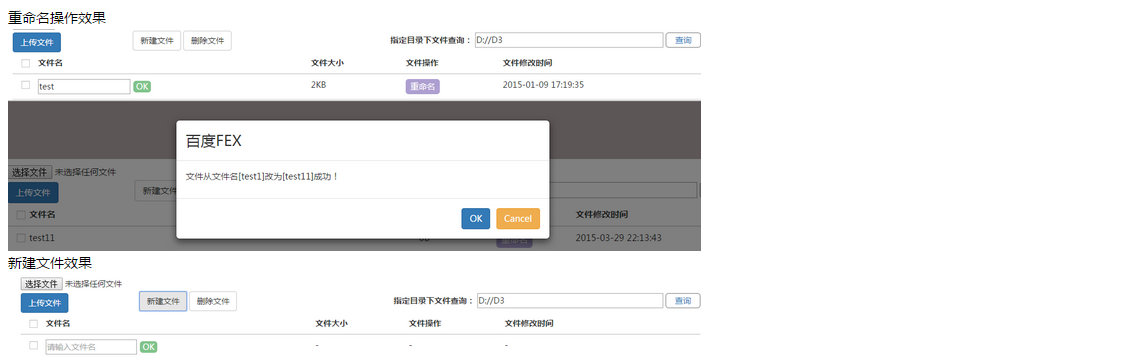 重命名操作效果
上传文件 新建文件 删除文件 指定目录下文件查询： D://D3 查询
文件名 文件大小 文件操作 文件修改时间
test OK 2KB 重命名 2015-01-09 17:19:35
百度FEX
文件从文件名[test1]改为[test11]成功！
OK Cancel
选择文件 未选择任何文件
上传文件 新建文件
文件名 文件修改时间
test11 0B 重命名 2015-03-29 22:13:43
新建文件效果
选择文件 未选择任何文件
上传文件 新建文件 删除文件 指定目录下文件查询： D://D3 查询
文件名 文件大小 文件操作 文件修改时间
请输入文件名 OK - - -